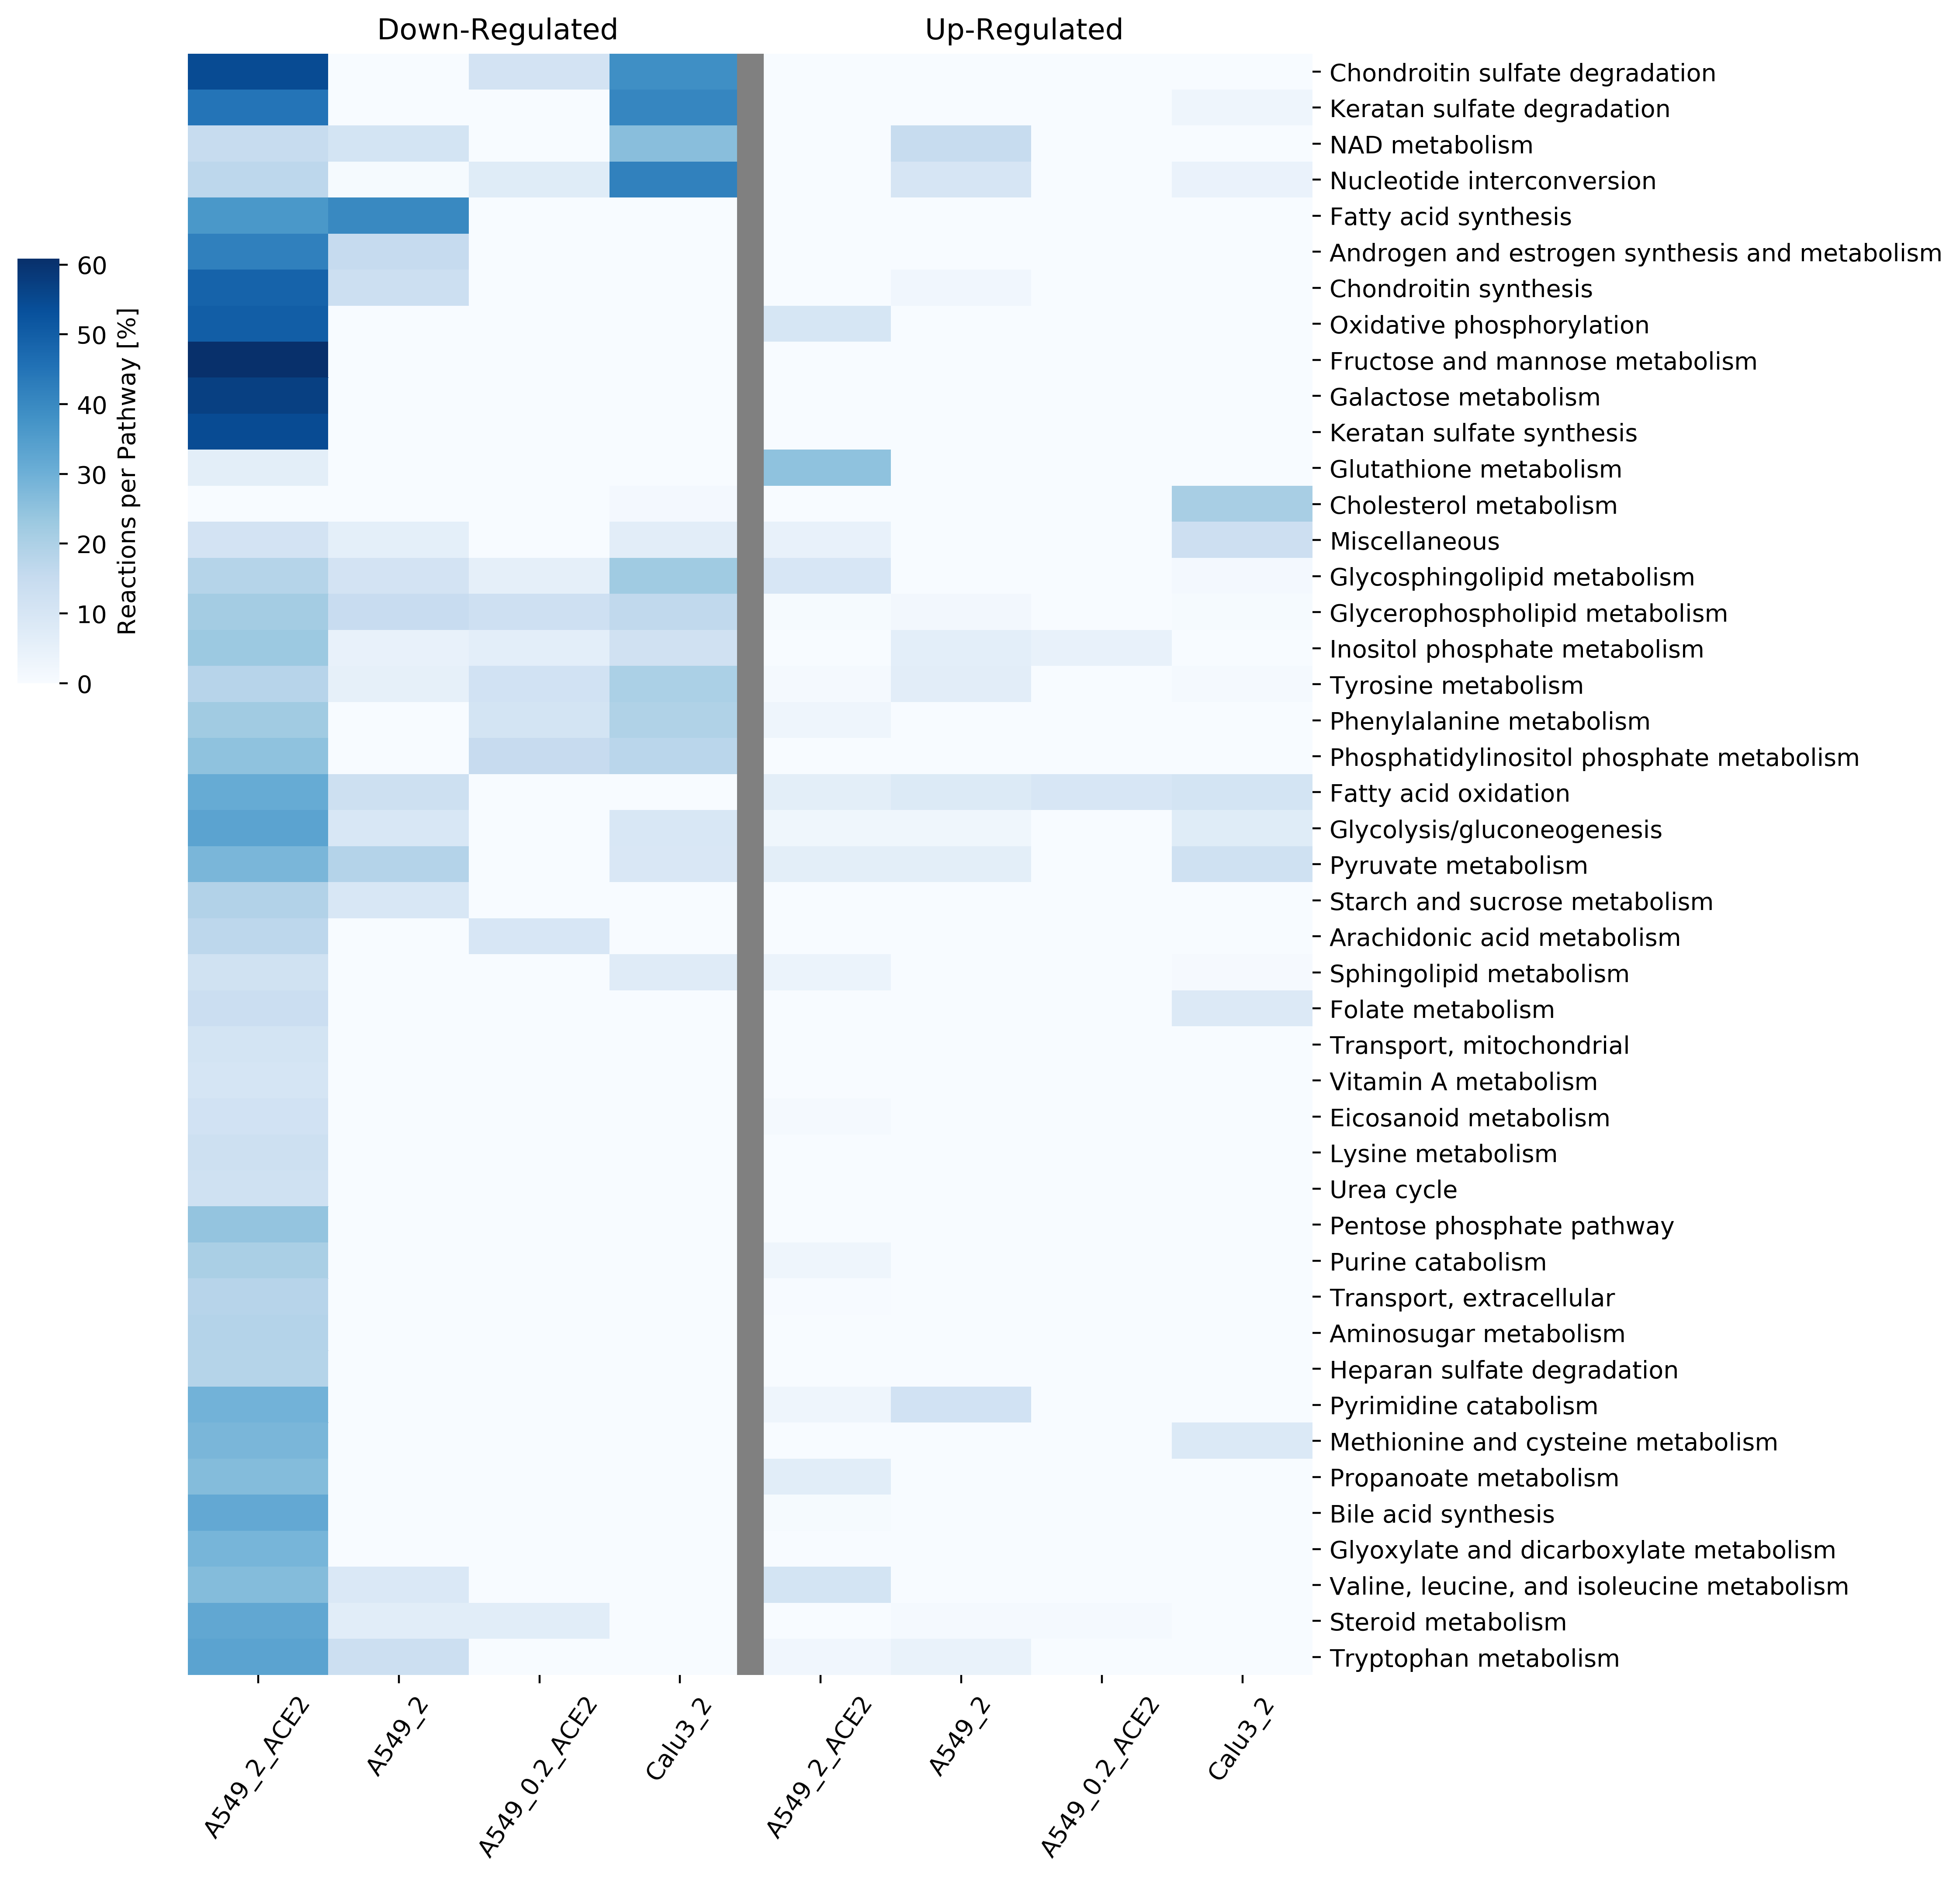 Down-Regulated
Up-Regulated
Chondroitin sulfate degradation
Keratan sulfate degradation
NAD metabolism
Nucleotide interconversion
Fatty acid synthesis
Androgen and estrogen synthesis and metabolism
Chondroitin synthesis
Oxidative phosphorylation
Fructose and mannose metabolism
Galactose metabolism
Keratan sulfate synthesis
Glutathione metabolism
Cholesterol metabolism
Miscellaneous
Glycosphingolipid metabolism
Glycerophospholipid metabolism
Inositol phosphate metabolism
Tyrosine metabolism
Phenylalanine metabolism
Phosphatidylinositol phosphate metabolism
Fatty acid oxidation
Glycolysis/gluconeogenesis
Pyruvate metabolism
Starch and sucrose metabolism
Arachidonic acid metabolism
Sphingolipid metabolism
Folate metabolism
Transport, mitochondrial
Vitamin A metabolism
Eicosanoid metabolism
Lysine metabolism
Urea cycle
Pentose phosphate pathway
Purine catabolism
Transport, extracellular
Aminosugar metabolism
Heparan sulfate degradation
Pyrimidine catabolism
Methionine and cysteine metabolism
Propanoate metabolism
Bile acid synthesis
Glyoxylate and dicarboxylate metabolism
Valine, leucine, and isoleucine metabolism
Steroid metabolism
Tryptophan metabolism
60
50
40
30
20
10
0
Reactions per Pathway [%]
A549_2_ACE2
A549_2
A549_0.2_ACE2
Calu3_2
A549_2_ACE2
A549_2
A549_0.2_ACE2
Calu3_2